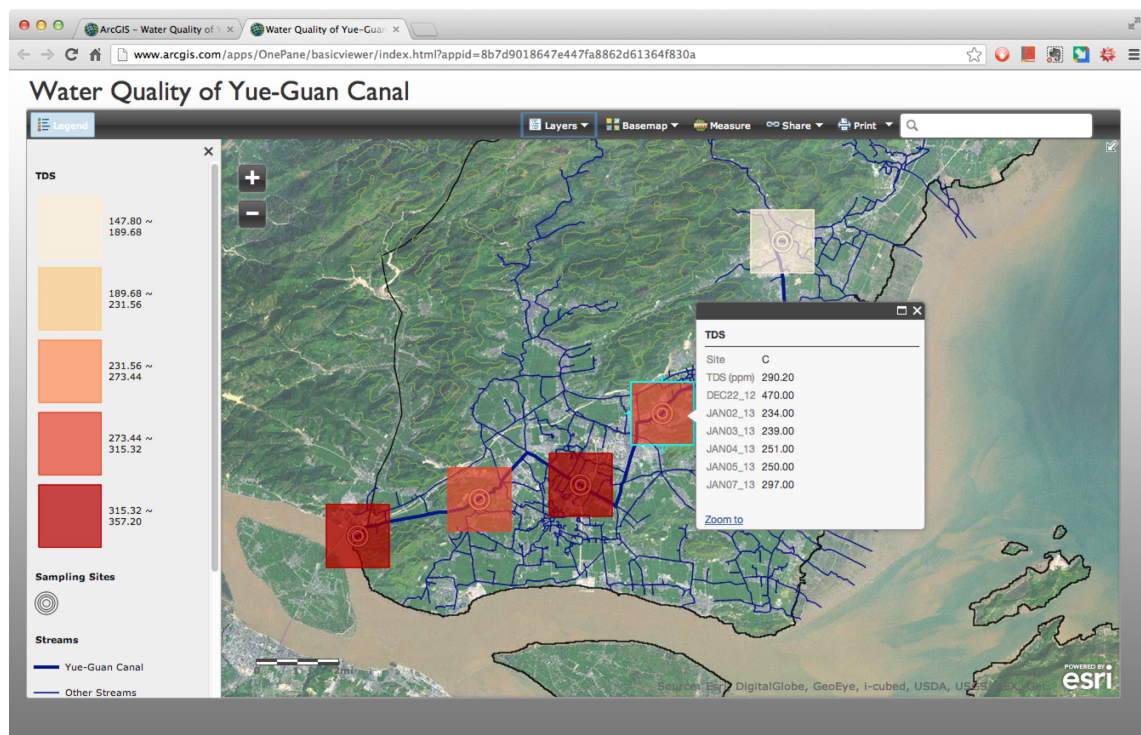 ArcGIS - Water Quality of Y
Water Quality of Yue-Guan
www.arcgis.com/apps/OnePane/basicviewer/index.html?appid=8b7d9018647e447fa8862d61364f830a
Water Quality of Yue-Guan Canal
Legend
Layers
Basemap
Measure
Share
Print
TDS
147.80 ~
189.68
189.68 ~
231.56
231.56 ~
273.44
273.44 ~
315.32
315.32 ~
357.20
Sampling Sites
Streams
Yue-Guan Canal
Other Streams
TDS
Site C
TDS (ppm) 290.20
DEC22_12 470.00
JAN02_13 234.00
JAN03_13 239.00
JAN04_13 251.00
JAN05_13 250.00
JAN07_13 297.00
Zoom to
DigitalGlobe, GeoEye, i-cubed, USDA,
POWERED BY
esri